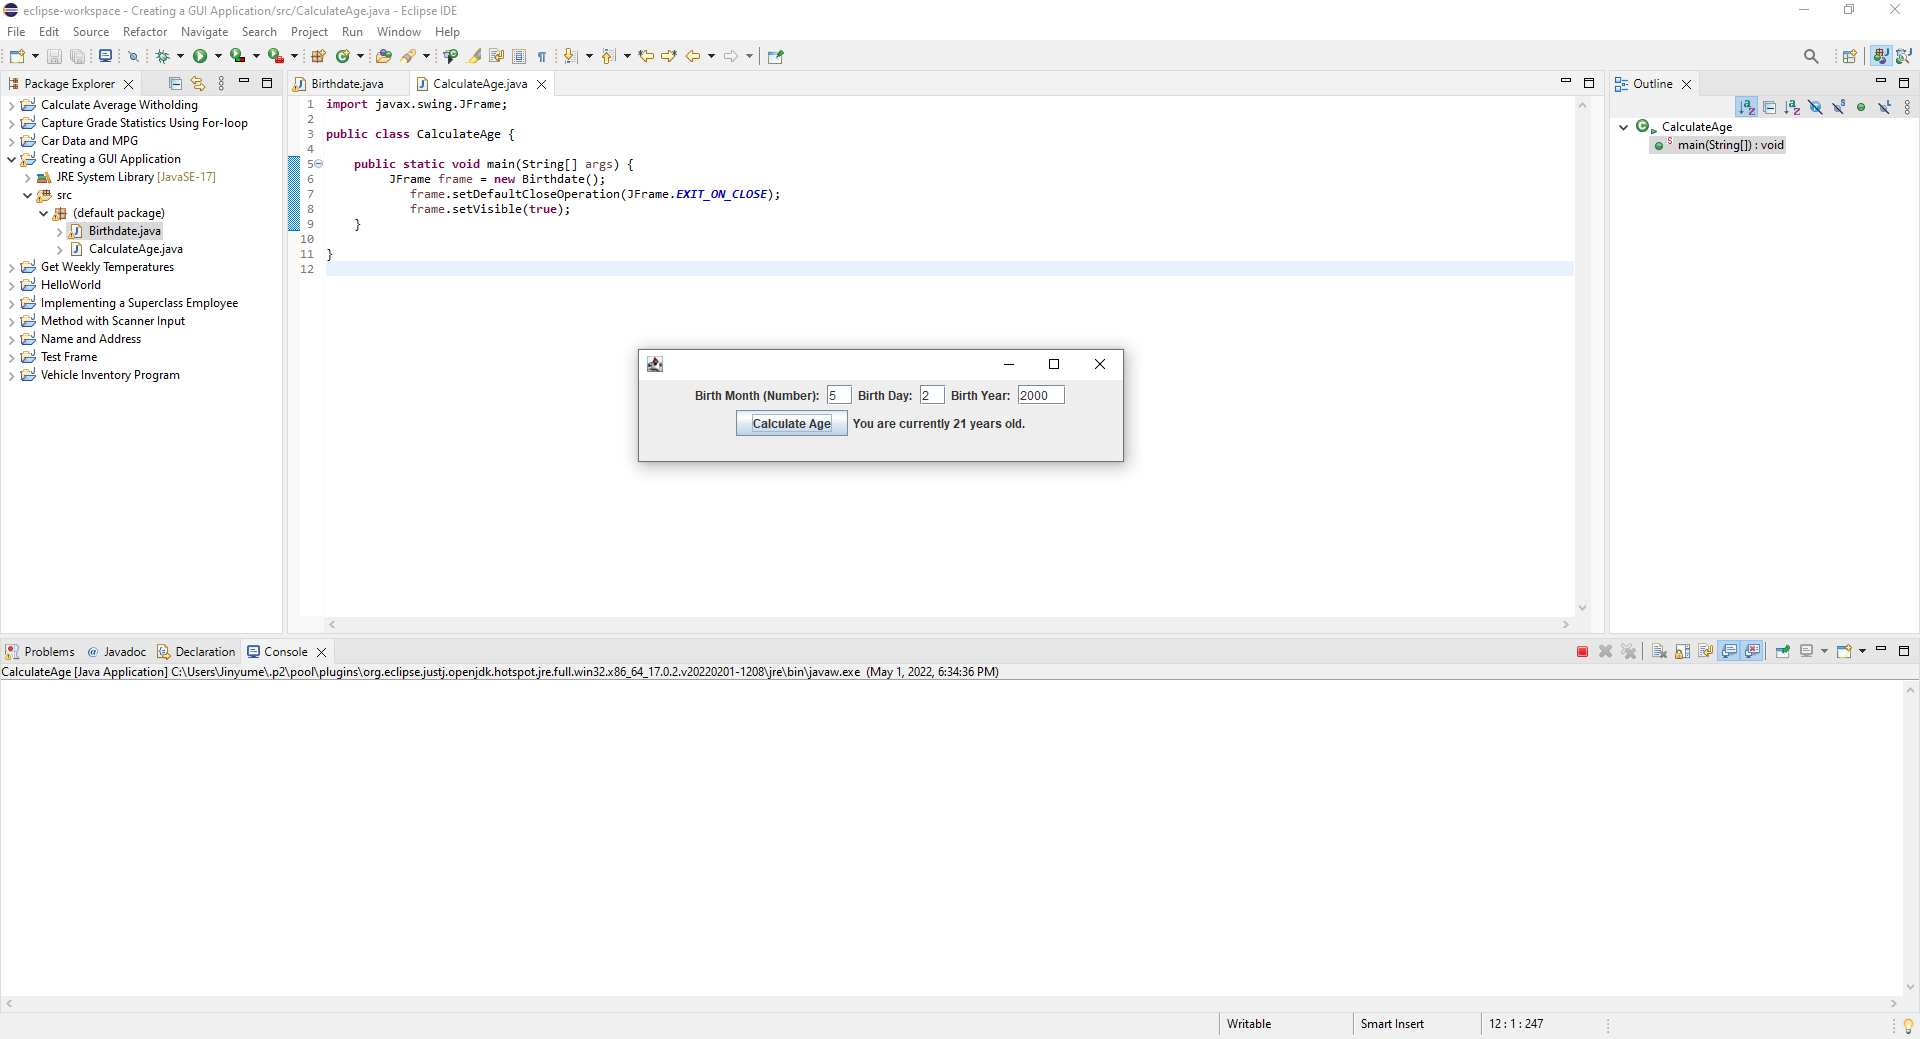 eclipse-workspace - Creating a GUI Application/src/CalculateAge.java - Eclipse IDE
File Edit Source Refactor Navigate Search Project Run Window Help
Package Explorer
Calculate Average Witholding
Capture Grade Statistics Using For-loop
Car Data and MPG
Creating a GUI Application
JRE System Library [JavaSE-17]
src
(default package)
Birthdate.java
CalculateAge.java
Get Weekly Temperatures
HelloWorld
Implementing a Superclass Employee
Method with Scanner Input
Name and Address
Test Frame
Vehicle Inventory Program
Birthdate.java CalculateAge.java
1 import javax.swing.JFrame;
2
3 public class CalculateAge {
4
5 public static void main(String[] args) {
6 JFrame frame = new Birthdate();
7 frame.setDefaultCloseOperation(JFrame.EXIT_ON_CLOSE);
8 frame.setVisible(true);
9 }
10
11 }
12
Birth Month (Number): 5 Birth Day: 2 Birth Year: 2000
Calculate Age You are currently 21 years old.
Outline
CalculateAge
main(String[]) : void
Problems Javadoc Declaration Console
CalculateAge [Java Application] C:\Users\Jinyume\.p2\pool\plugins\org.eclipse.justj.openjdk.hotspot.jre.full.win32.x86_64_17.0.2.v20220201-1208\jre\bin\javaw.exe (May 1, 2022, 6:34:36 PM)
Writable Smart Insert 12 : 1 : 247